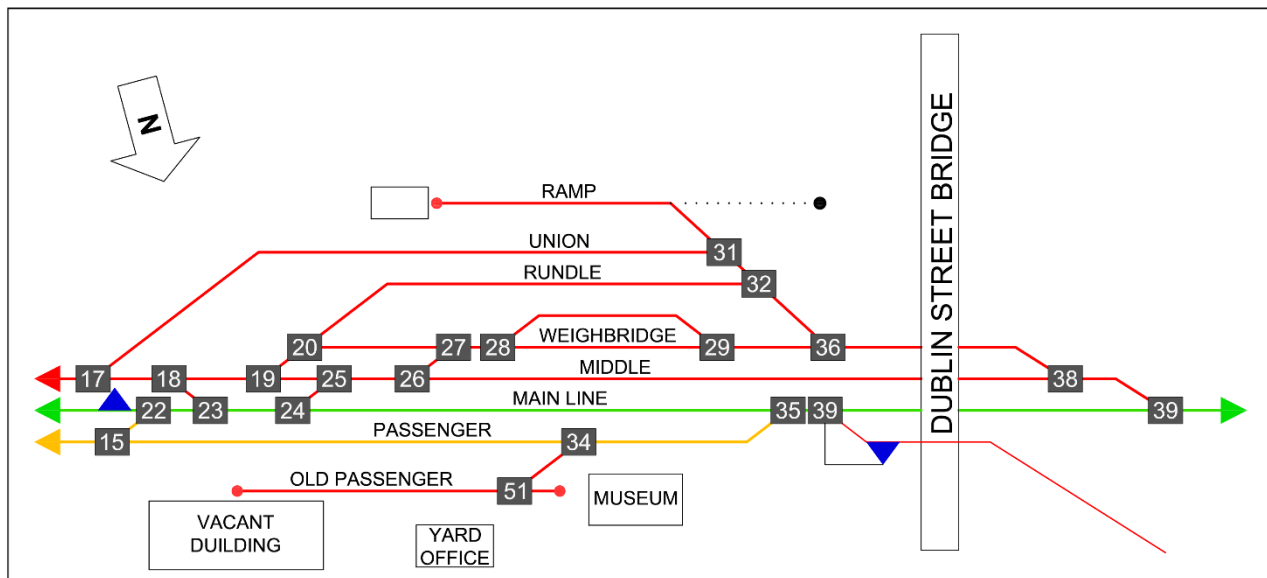 N
RAMP
UNION
31
RUNDLE
32
20
27
28
WEIGHBRIDGE
29
36
17
18
19
25
26
MIDDLE
38
22
23
24
MAIN LINE
35
39
39
15
PASSENGER
34
OLD PASSENGER
51
MUSEUM
VACANT
DUILDING
YARD
OFFICE
DUBLIN STREET BRIDGE